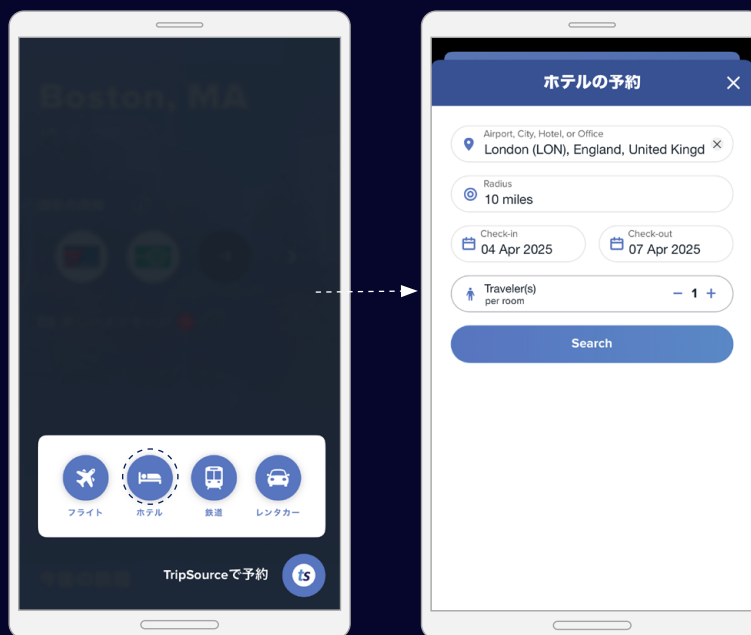 Boston, MA
フライト
ホテル
鉄道
レンタカー
TripSourceで予約
ts
ホテルの予約
Airport, City, Hotel, or Office
London (LON), England, United Kingd
Radius
10 miles
Check-in
04 Apr 2025
Check-out
07 Apr 2025
Traveler(s)
per room
1
Search